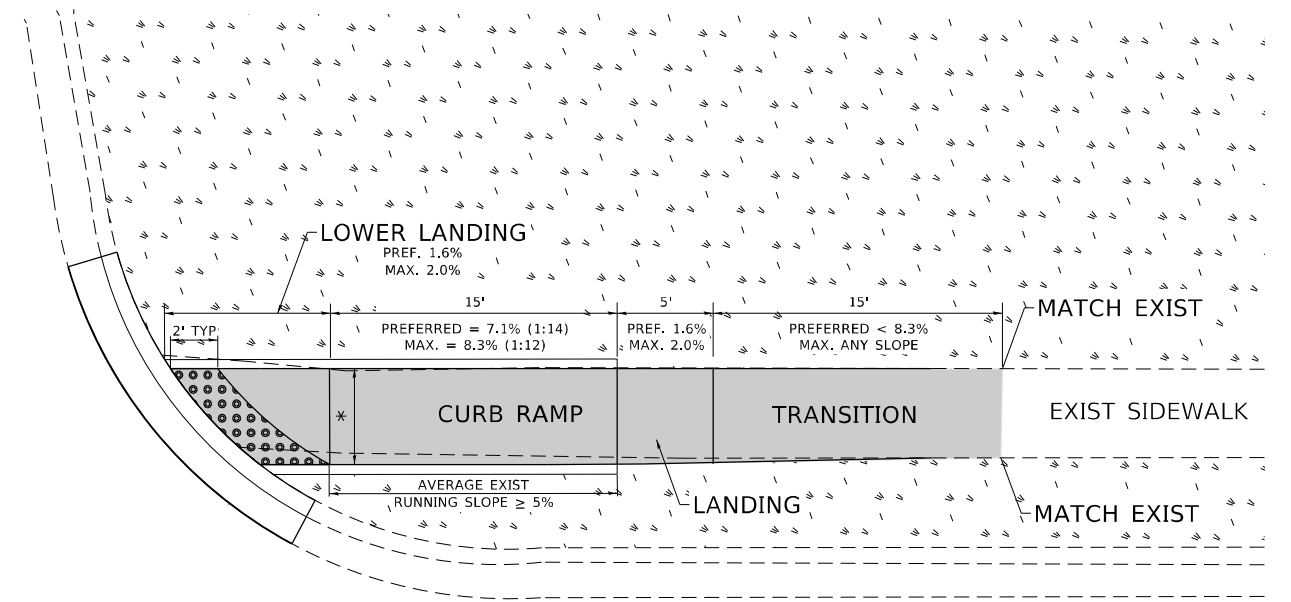 LOWER LANDING
PREF. 1.6%
MAX. 2.0%
15'
5'
15'
MATCH EXIST
2' TYP
PREFERRED = 7.1% (1:14)
MAX. = 8.3% (1:12)
PREF. 1.6%
MAX. 2.0%
PREFERRED < 8.3%
MAX. ANY SLOPE
*
CURB RAMP
TRANSITION
EXIST SIDEWALK
AVERAGE EXIST
RUNNING SLOPE ≥ 5%
LANDING
MATCH EXIST